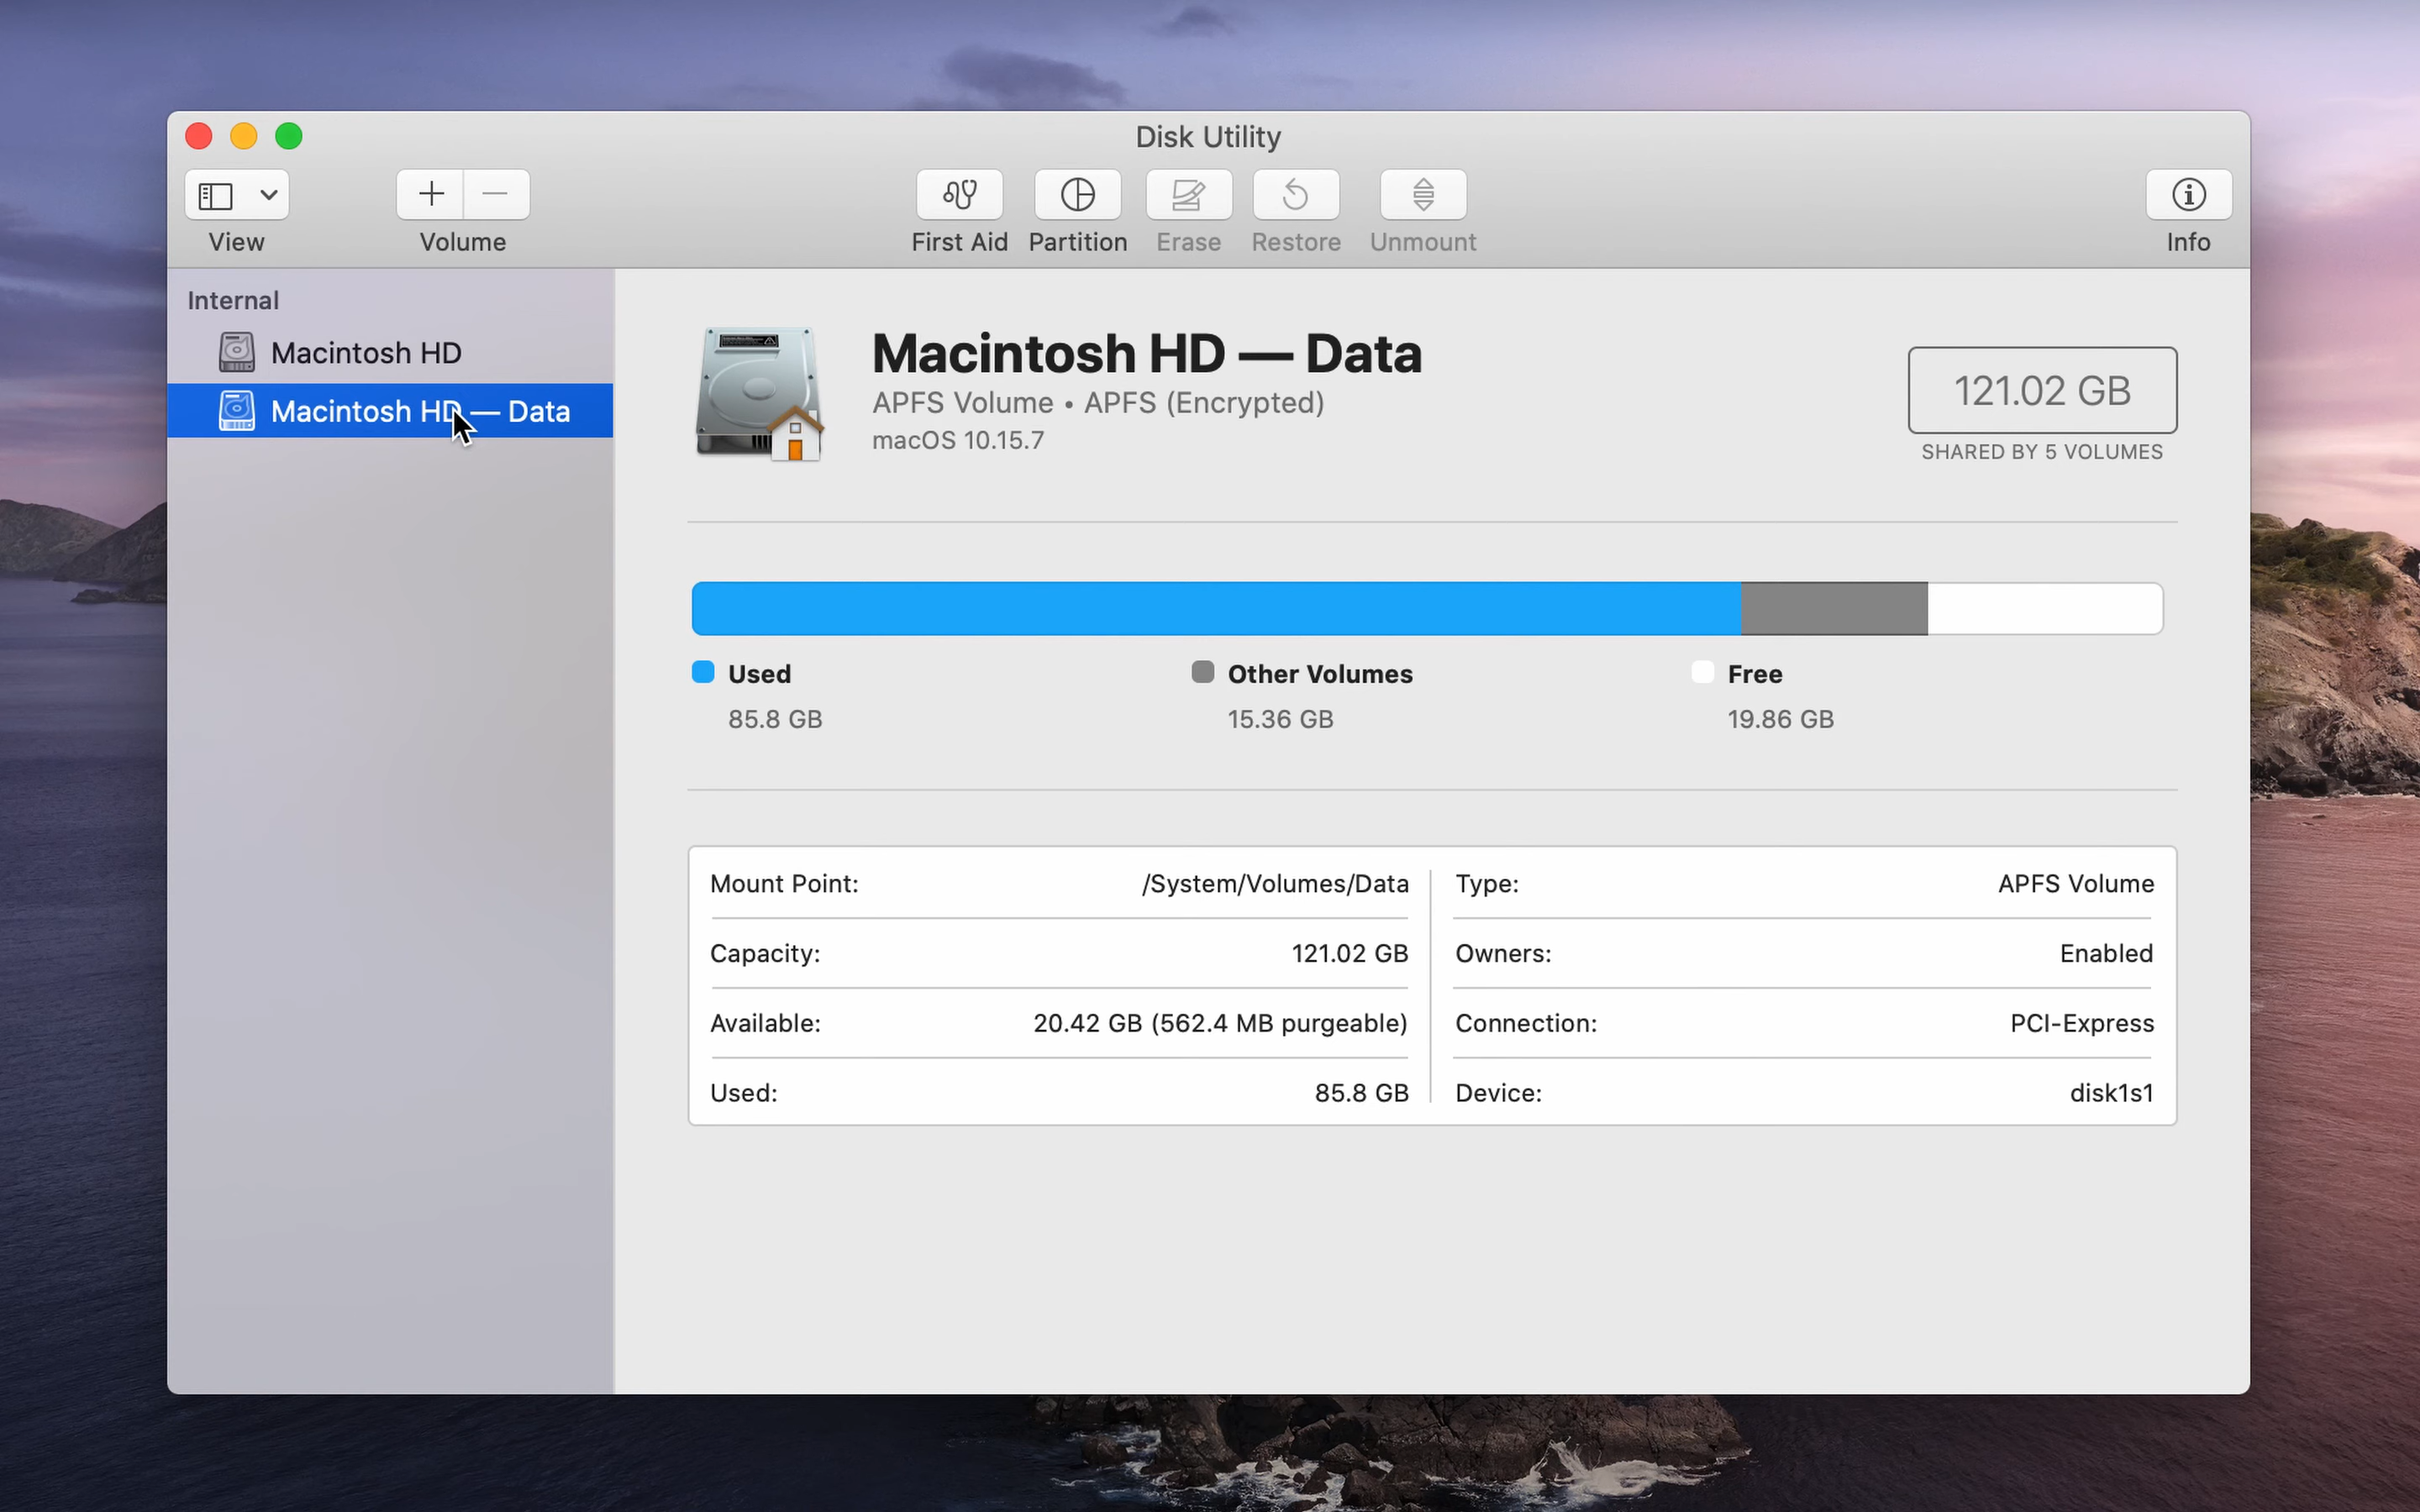 Disk Utility
View
Volume
First Aid
Partition
Erase
Restore
Unmount
Info
Internal
Macintosh HD
Macintosh HD — Data
Macintosh HD — Data
APFS Volume • APFS (Encrypted)
macOS 10.15.7
121.02 GB
SHARED BY 5 VOLUMES
Used
85.8 GB
Other Volumes
15.36 GB
Free
19.86 GB
Mount Point: /System/Volumes/Data
Capacity: 121.02 GB
Available: 20.42 GB (562.4 MB purgeable)
Used: 85.8 GB
Type: APFS Volume
Owners: Enabled
Connection: PCI-Express
Device: disk1s1